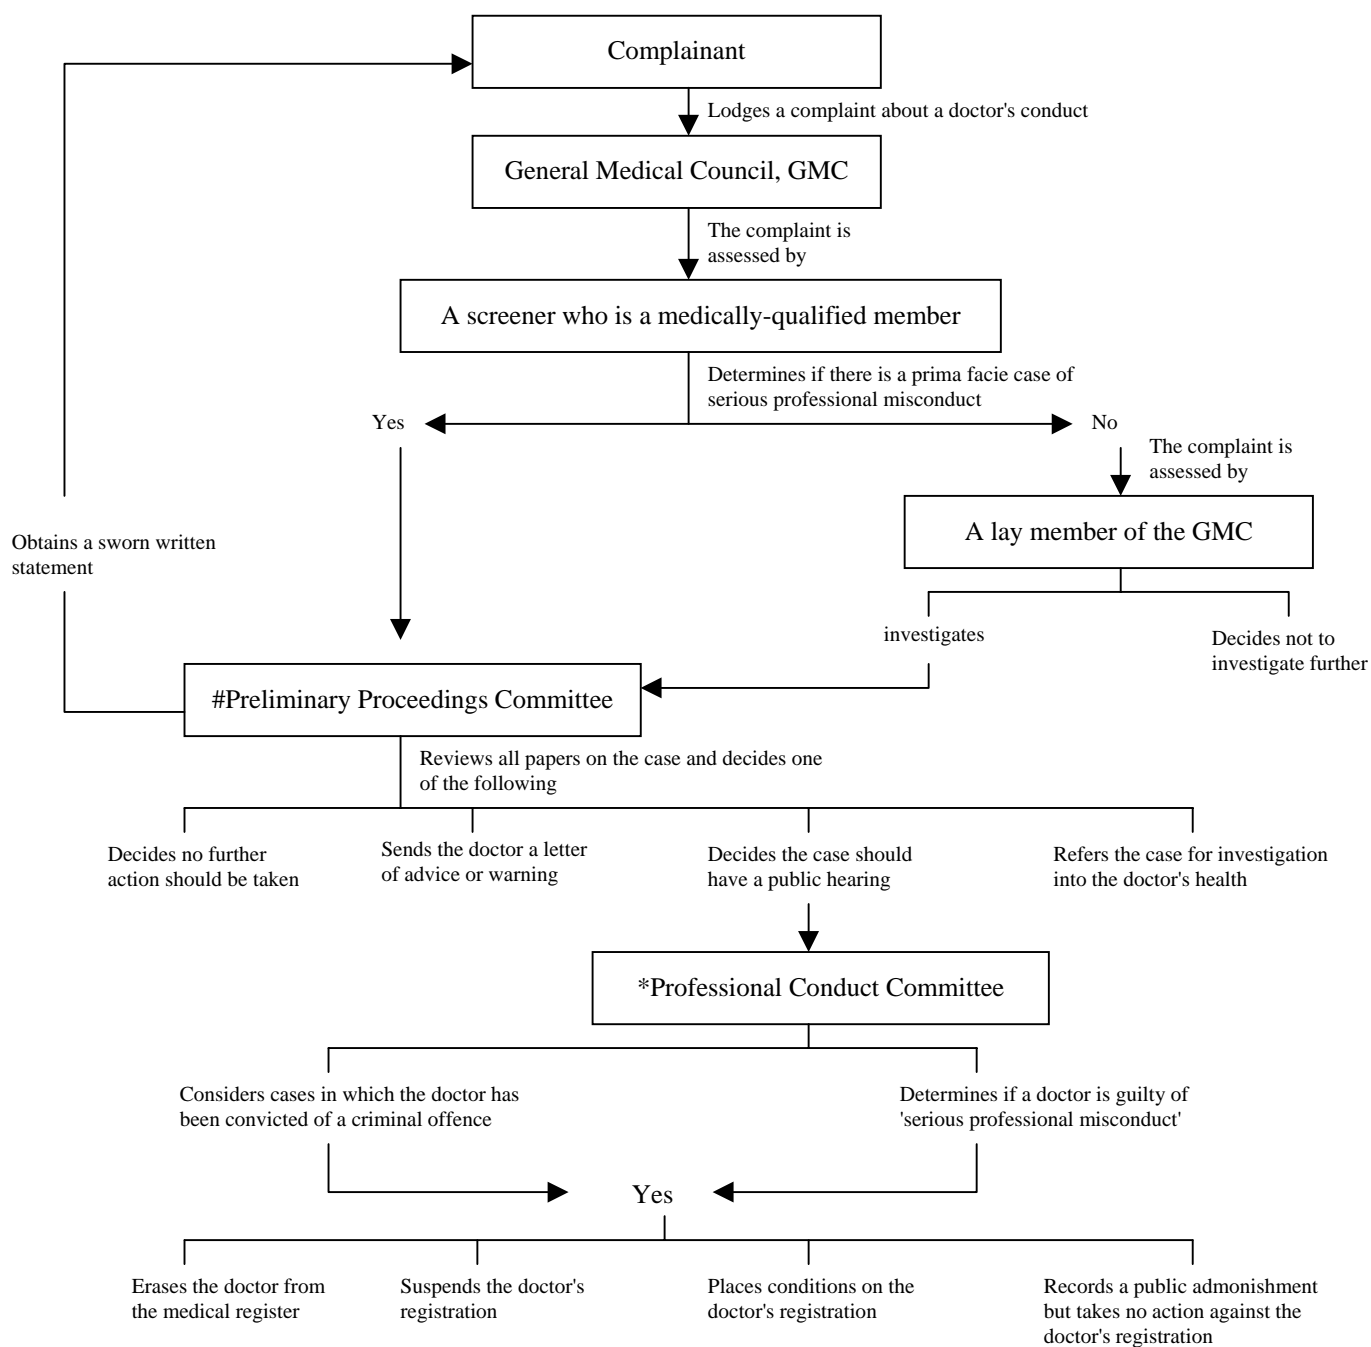 Complainant
Lodges a complaint about a doctor's conduct
General Medical Council, GMC
The complaint is
assessed by
A screener who is a medically-qualified member
Determines if there is a prima facie case of
serious professional misconduct
Yes
No
The complaint is
assessed by
A lay member of the GMC
Obtains a sworn written
statement
investigates
Decides not to
investigate further
#Preliminary Proceedings Committee
Reviews all papers on the case and decides one
of the following
Decides no further
action should be taken
Sends the doctor a letter
of advice or warning
Decides the case should
have a public hearing
Refers the case for investigation
into the doctor's health
*Professional Conduct Committee
Considers cases in which the doctor has
been convicted of a criminal offence
Determines if a doctor is guilty of
'serious professional misconduct'
Yes
Erases the doctor from
the medical register
Suspends the doctor's
registration
Places conditions on the
doctor's registration
Records a public admonishment
but takes no action against the
doctor's registration